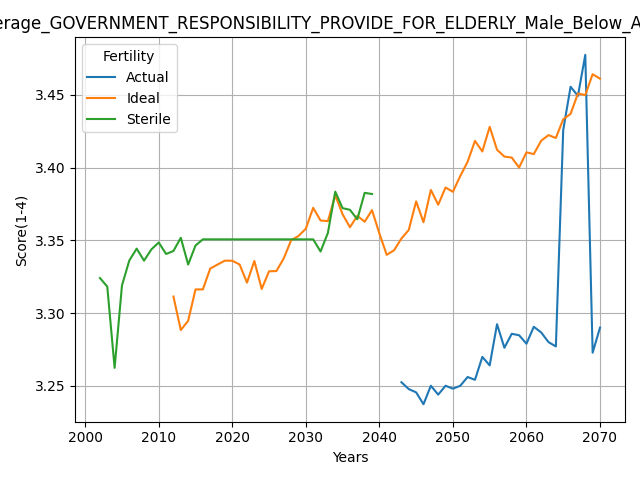 erage_GOVERNMENT_RESPONSIBILITY_PROVIDE_FOR_ELDERLY_Male_Below_A
Fertility
Actual
Ideal
Sterile
Score(1-4)
3.45
3.40
3.35
3.30
3.25
2000 2010 2020 2030 2040 2050 2060 2070
Years